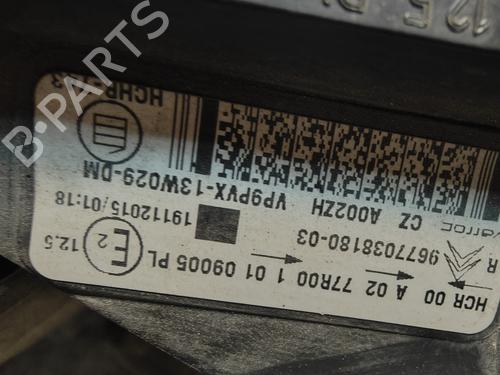 HCR 00 A 02 77R00 1 01 09005 PL
R 9677038180-03
E2
12.5
19112015/01:18
CZ A002ZH
VP9PVX-13W029-DM
B-PARTS